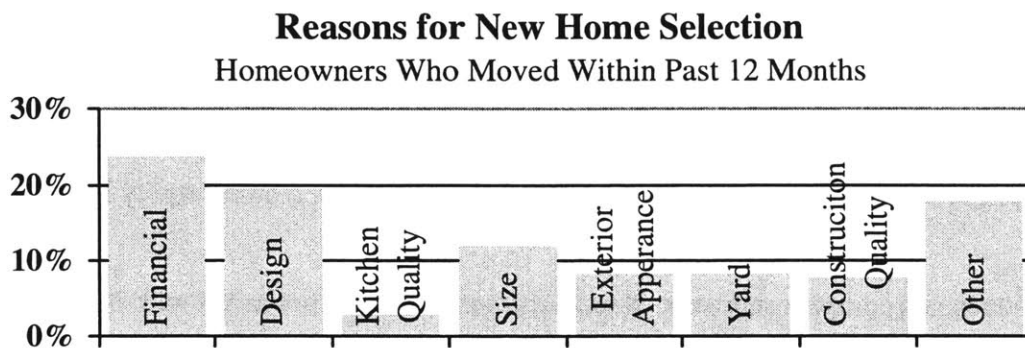 Reasons for New Home Selection
Homeowners Who Moved Within Past 12 Months
30%
20%
10%
0%
Financial
Design
Kitchen
Quality
Size
Exterior
Apperance
Yard
Construciton
Quality
Other